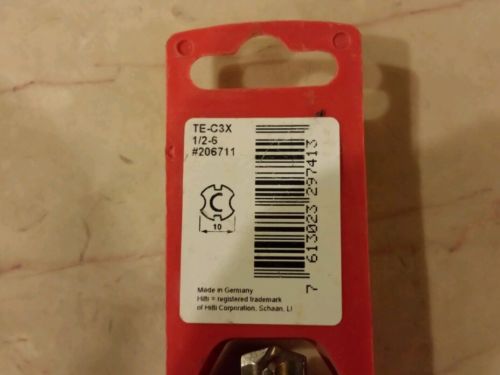 TE-C3X
1/2-6
#206711
C
10
7 613023 297413
Made in Germany
Hilti = registered trademark
of Hilti Corporation, Schaan, LI